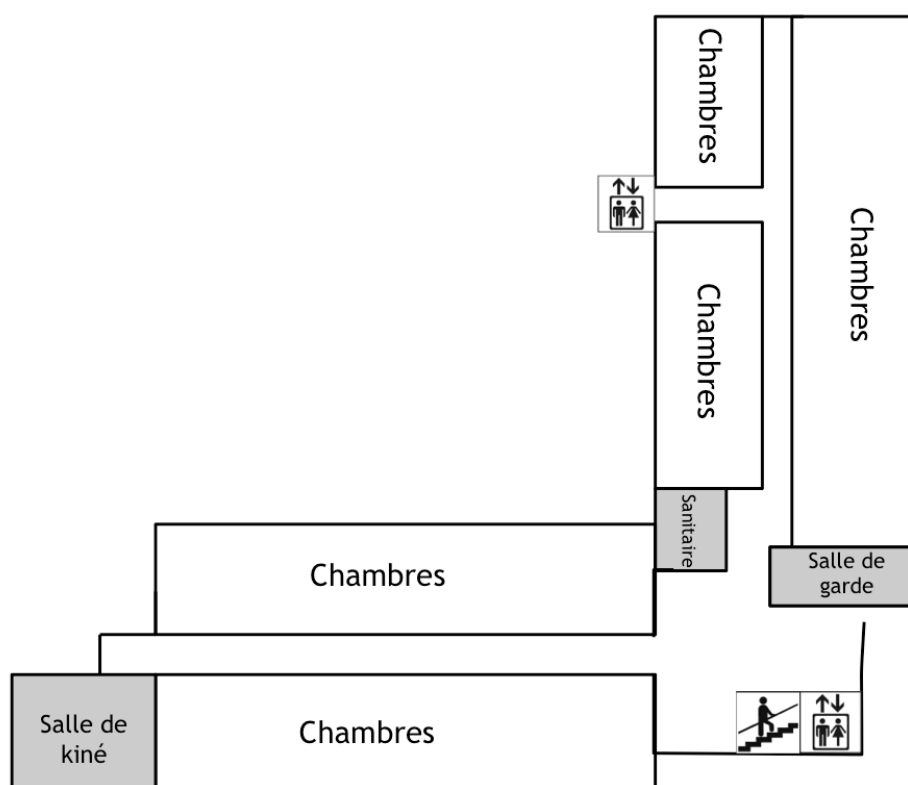 Chambres
Chambres
Chambres
Sanitaire
Salle de
garde
Chambres
Salle de
kiné
Chambres